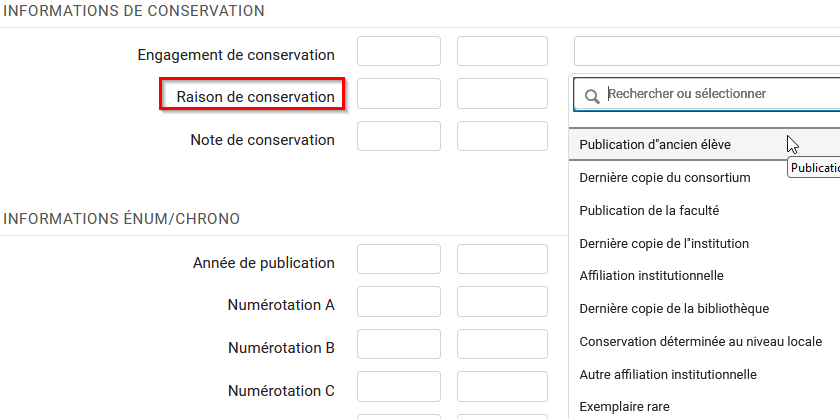 INFORMATIONS DE CONSERVATION
Engagement de conservation
Raison de conservation
Rechercher ou sélectionner
Note de conservation
Publication d"ancien élève
Publicatio
Dernière copie du consortium
Publication de la faculté
INFORMATIONS ÉNUM/CHRONO
Dernière copie de l"institution
Année de publication
Affiliation institutionnelle
Numérotation A
Dernière copie de la bibliothèque
Numérotation B
Conservation déterminée au niveau locale
Autre affiliation institutionnelle
Numérotation C
Exemplaire rare